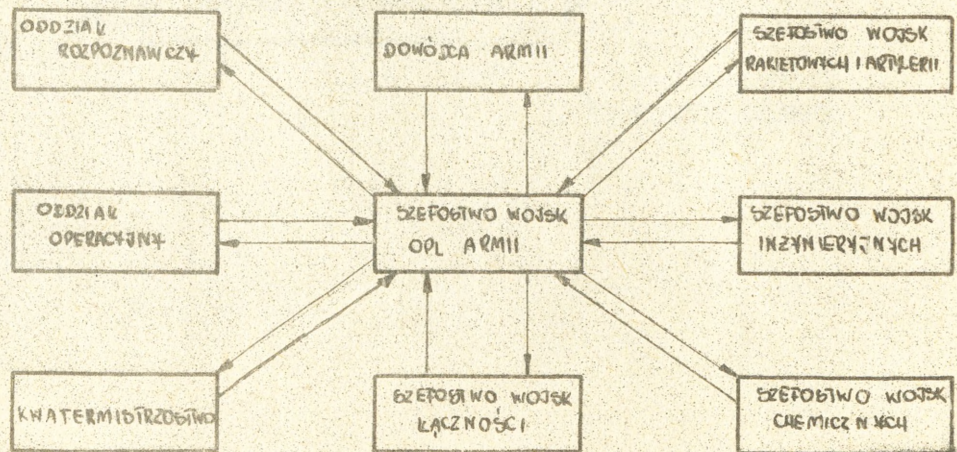 ODDZIAŁ
ROZPOZNAWCZY
DOWÓDCA ARMII
SZEFOSTWO WOJSK
RAKIETOWYCH I ARTYLERII
ODDZIAŁ
OPERACYJNY
SZEFOSTWO WOJSK
OPL ARMII
SZEFOSTWO WOJSK
INŻYNIERYJNYCH
KWATERMISTRZOSTWO
SZEFOSTWO WOJSK
ŁĄCZNOŚCI
SZEFOSTWO WOJSK
CHEMICZNYCH